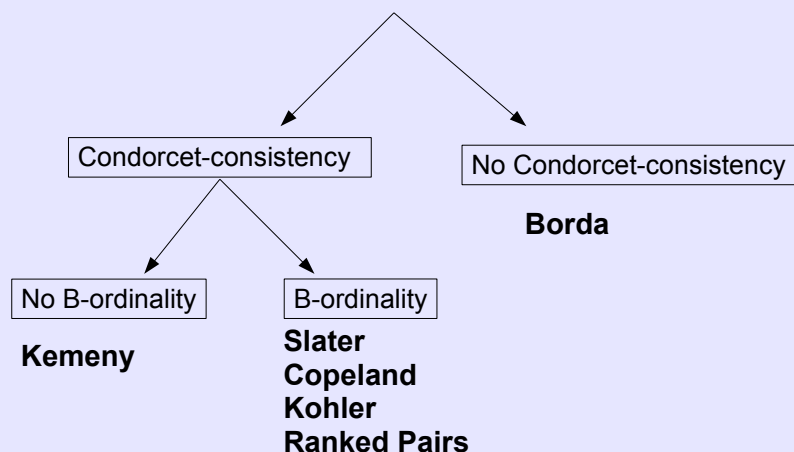 Condorcet-consistency
No Condorcet-consistency
Borda
No B-ordinality
B-ordinality
Kemeny
Slater
Copeland
Kohler
Ranked Pairs